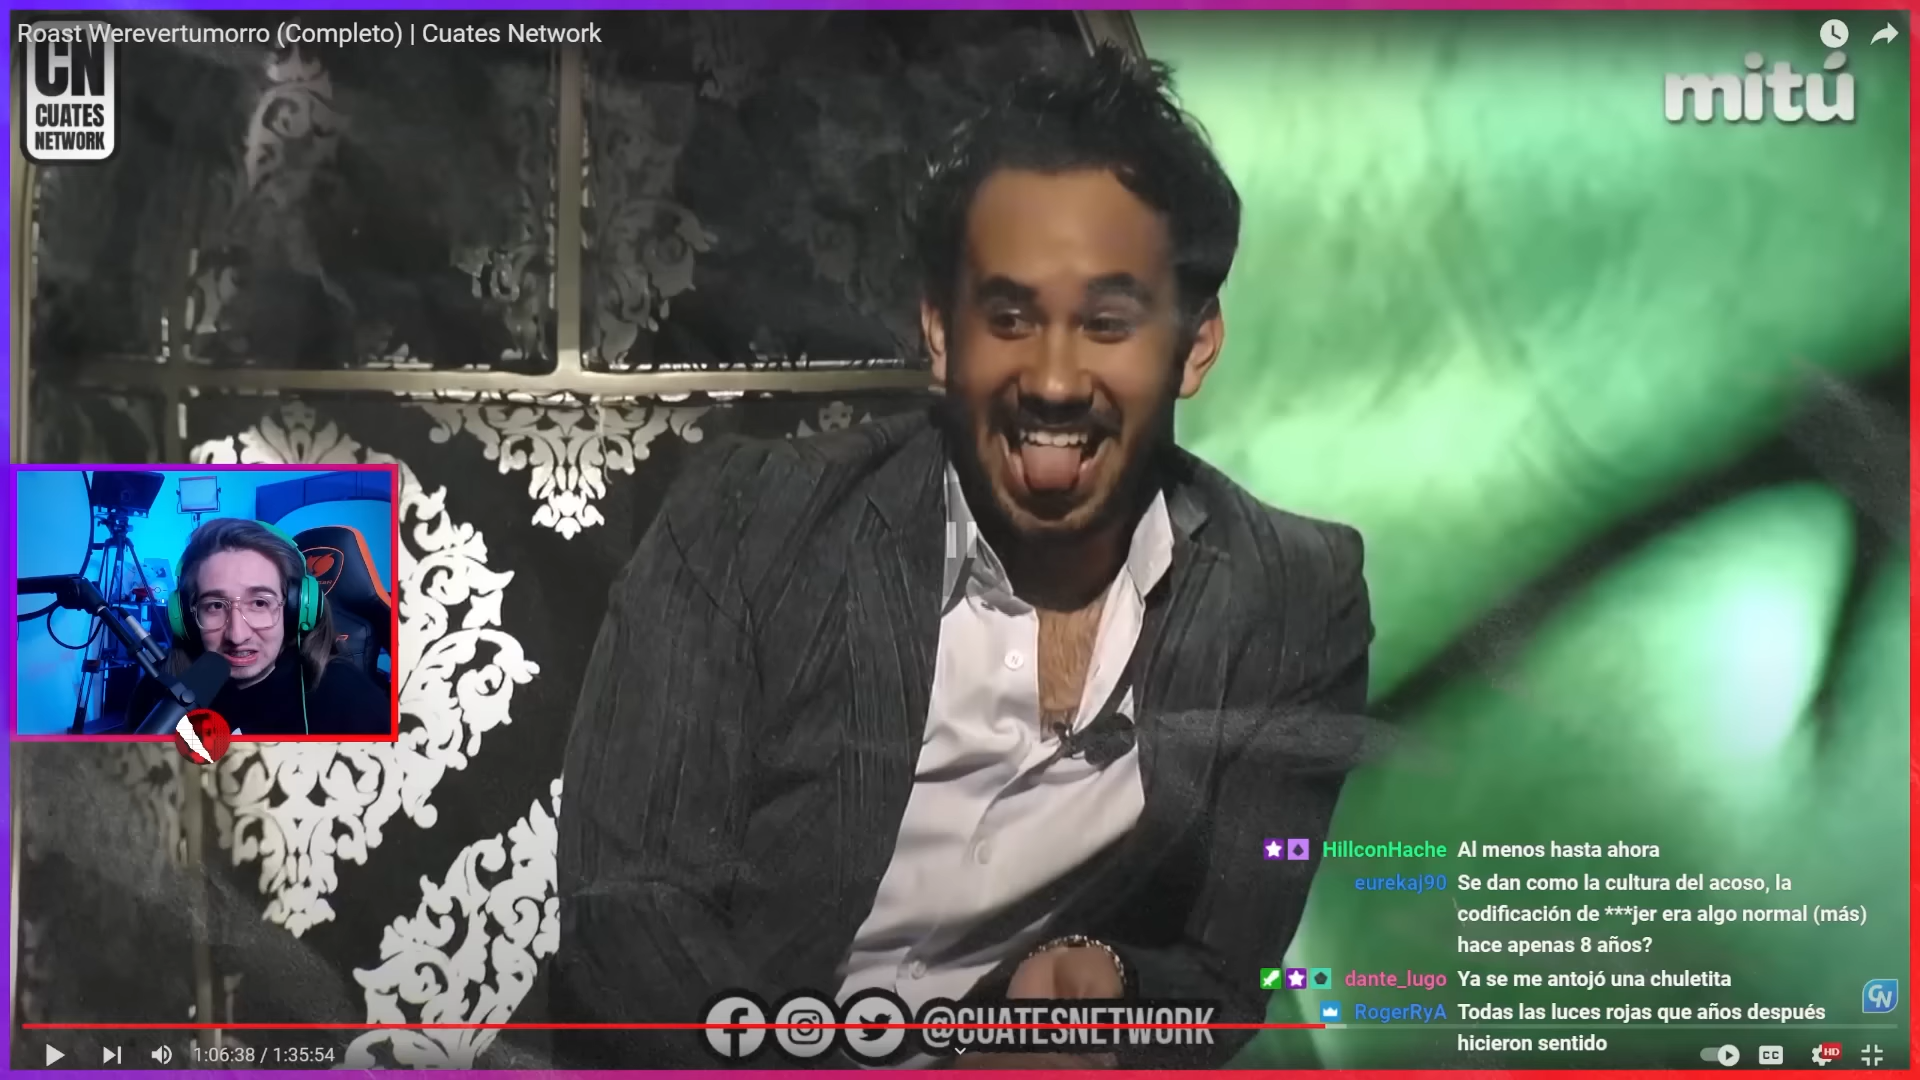 Roast Werevertumorro (Completo) | Cuates Network
CN
CUATES
NETWORK
mitú
HillconHache Al menos hasta ahora
eurekaj90 Se dan como la cultura del acoso, la
codificación de ***jer era algo normal (más)
hace apenas 8 años?
dante_lugo Ya se me antojó una chuletita
RogerRyA Todas las luces rojas que años después
hicieron sentido
@CUATESNETWORK
CN
1:06:38 / 1:35:54
CC
HD